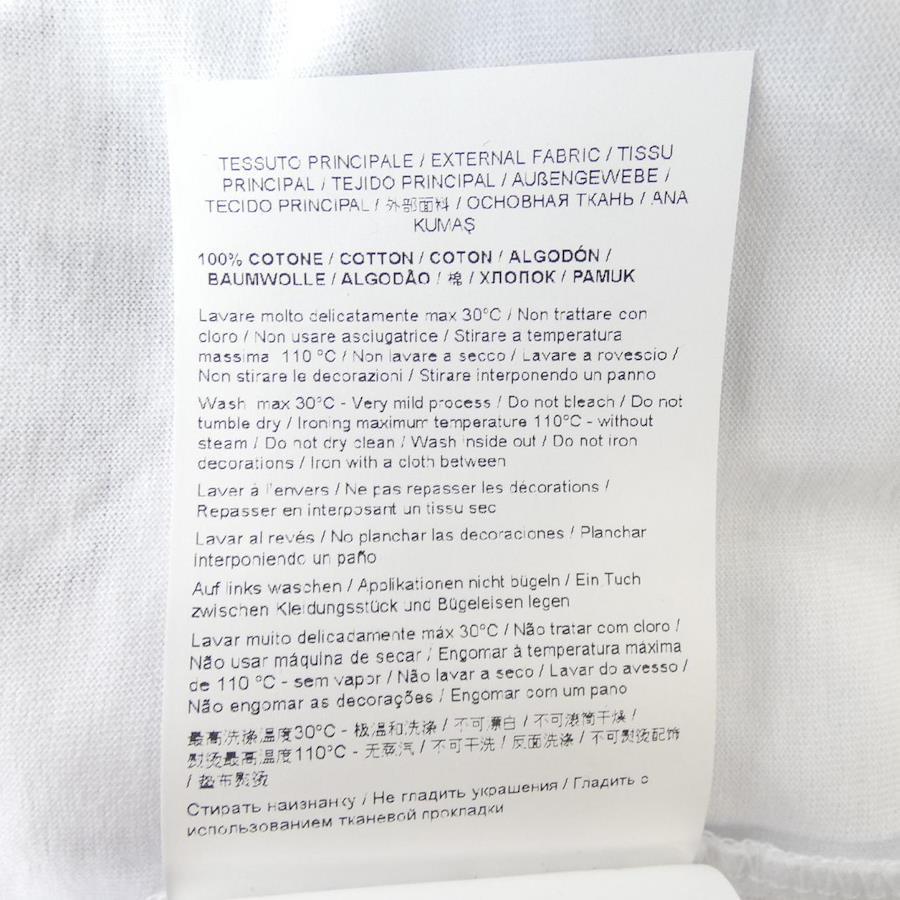 TESSUTO PRINCIPALE / EXTERNAL FABRIC / TISSU
PRINCIPAL / TEJIDO PRINCIPAL / AUßENGEWEBE /
TECIDO PRINCIPAL / 外部面料 / ОСНОВНАЯ ТКАНЬ / ANA
KUMAŞ
100% COTONE / COTTON / COTON / ALGODÓN /
BAUMWOLLE / ALGODÃO / 棉 / ХЛОПОК / PAMUK
Lavare molto delicatamente max 30°C / Non trattare con
cloro / Non usare asciugatrice / Stirare a temperatura
massima 110 °C / Non lavare a secco / Lavare a rovescio /
Non stirare le decorazioni / Stirare interponendo un panno
Wash max 30°C - Very mild process / Do not bleach / Do not
tumble dry / Ironing maximum temperature 110°C - without
steam / Do not dry clean / Wash inside out / Do not iron
decorations / Iron with a cloth between
Laver à l'envers / Ne pas repasser les décorations /
Repasser en interposant un tissu sec
Lavar al revés / No planchar las decoraciones / Planchar
interponiendo un paño
Auf links waschen / Applikationen nicht bügeln / Ein Tuch
zwischen Kleidungsstück und Bügeleisen legen
Lavar muito delicadamente máx 30°C / Não tratar com cloro /
Não usar máquina de secar / Engomar à temperatura máxima
de 110 °C - sem vapor / Não lavar a seco / Lavar do avesso /
Não engomar as decorações / Engomar com um pano
最高洗涤温度30°C - 极温和洗涤 / 不可漂白 / 不可滚筒干燥 /
熨烫最高温度110°C - 无蒸汽 / 不可干洗 / 反面洗涤 / 不可熨烫配饰
/ 垫布熨烫
Стирать наизнанку / Не гладить украшения / Гладить с
использованием тканевой прокладки